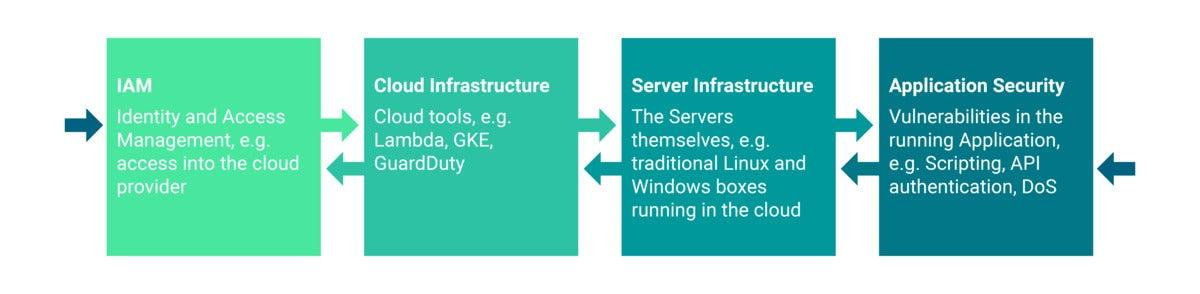 IAM
Identity and Access
Management, e.g.
access into the cloud
provider
Cloud Infrastructure
Cloud tools, e.g.
Lambda, GKE,
GuardDuty
Server Infrastructure
The Servers
themselves, e.g.
traditional Linux and
Windows boxes
running in the cloud
Application Security
Vulnerabilities in the
running Application,
e.g. Scripting, API
authentication, DoS